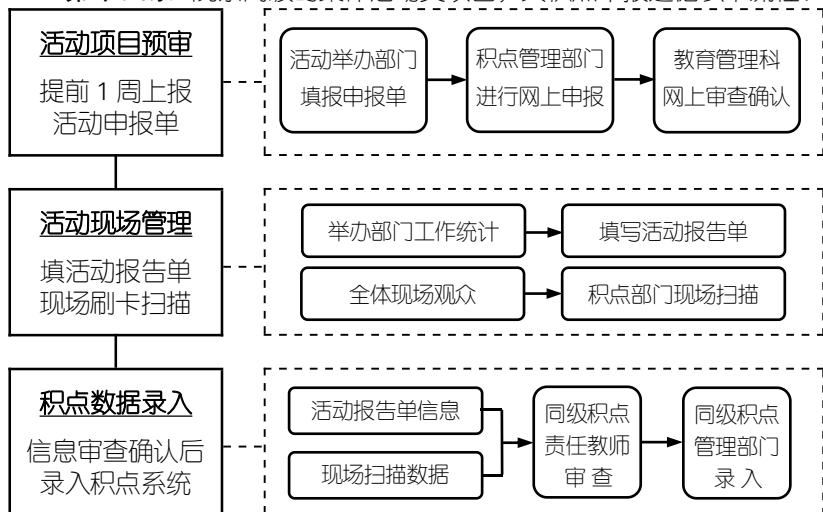 活动项目预审
提前 1 周上报
活动申报单
活动举办部门
填报申报单
积点管理部门
进行网上申报
教育管理科
网上审查确认
活动现场管理
填活动报告单
现场刷卡扫描
举办部门工作统计
填写活动报告单
全体现场观众
积点部门现场扫描
积点数据录入
信息审查确认后
录入积点系统
活动报告单信息
现场扫描数据
同级积点
责任教师
审 查
同级积点
管理部门
录 入